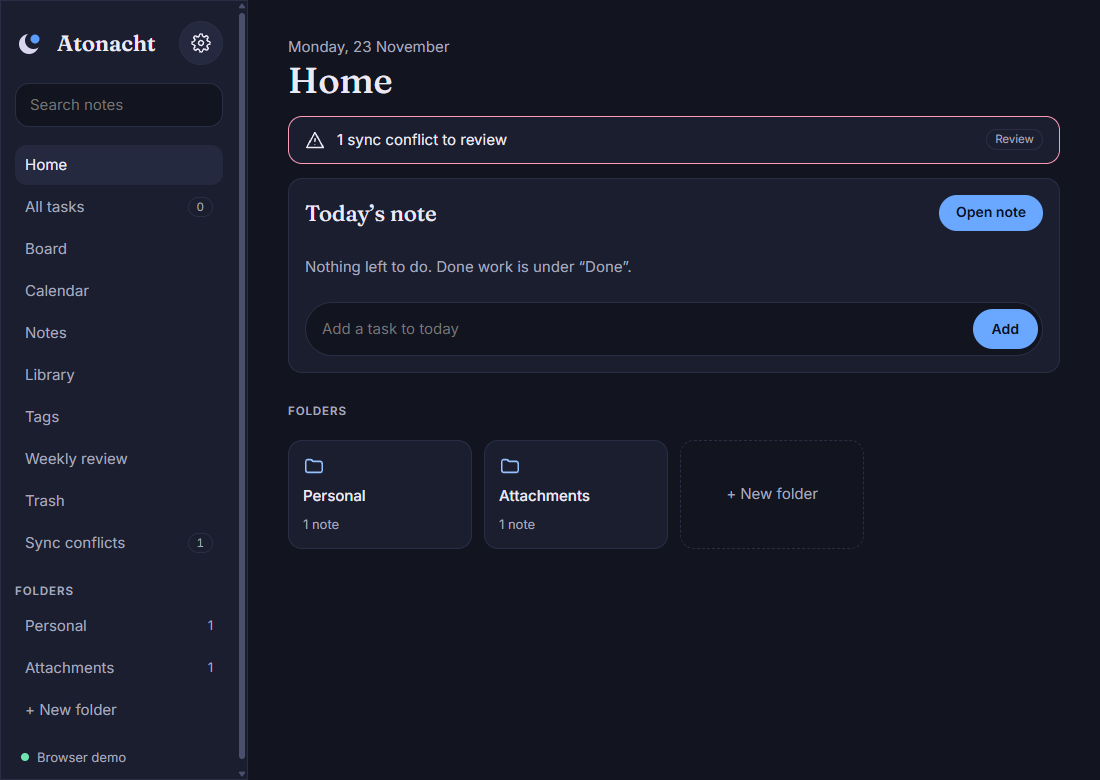 Atonacht
Search notes
Home
All tasks 0
Board
Calendar
Notes
Library
Tags
Weekly review
Trash
Sync conflicts 1
FOLDERS
Personal 1
Attachments 1
+ New folder
Browser demo
Monday, 23 November
Home
1 sync conflict to review Review
Today’s note Open note
Nothing left to do. Done work is under “Done”.
Add a task to today Add
FOLDERS
Personal
1 note
Attachments
1 note
+ New folder